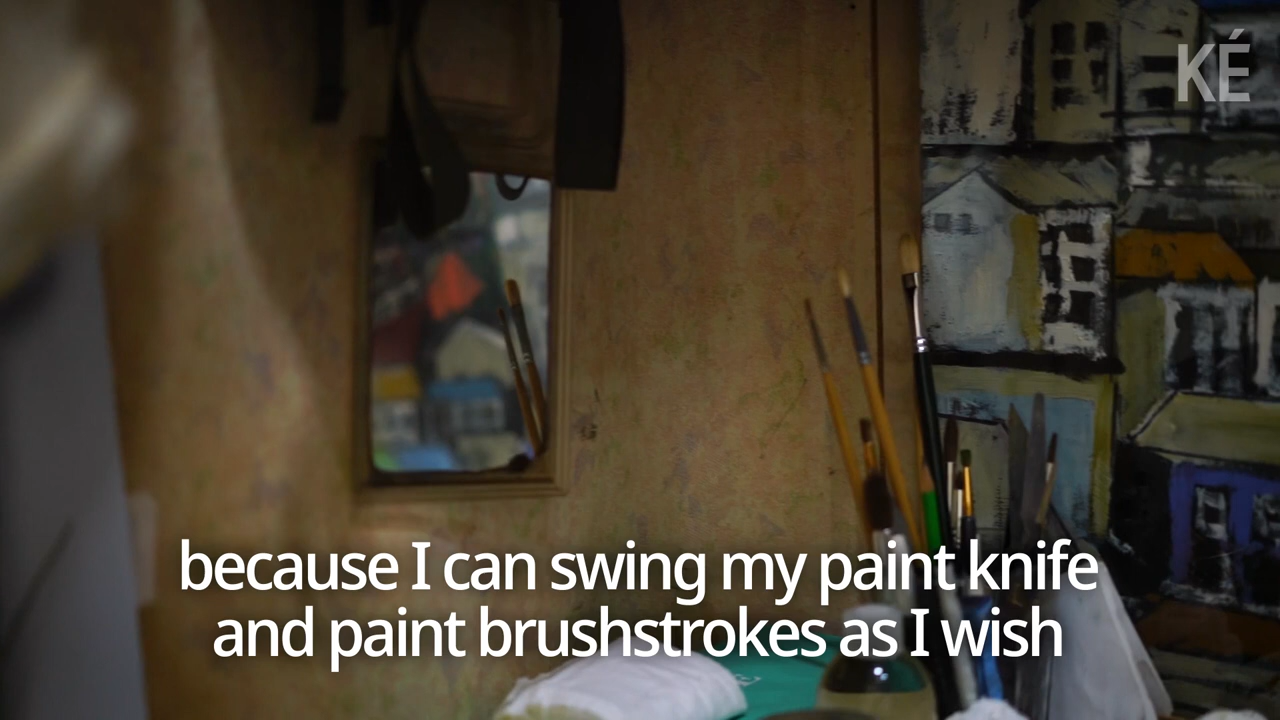 KÉ
because I can swing my paint knife
and paint brushstrokes as I wish